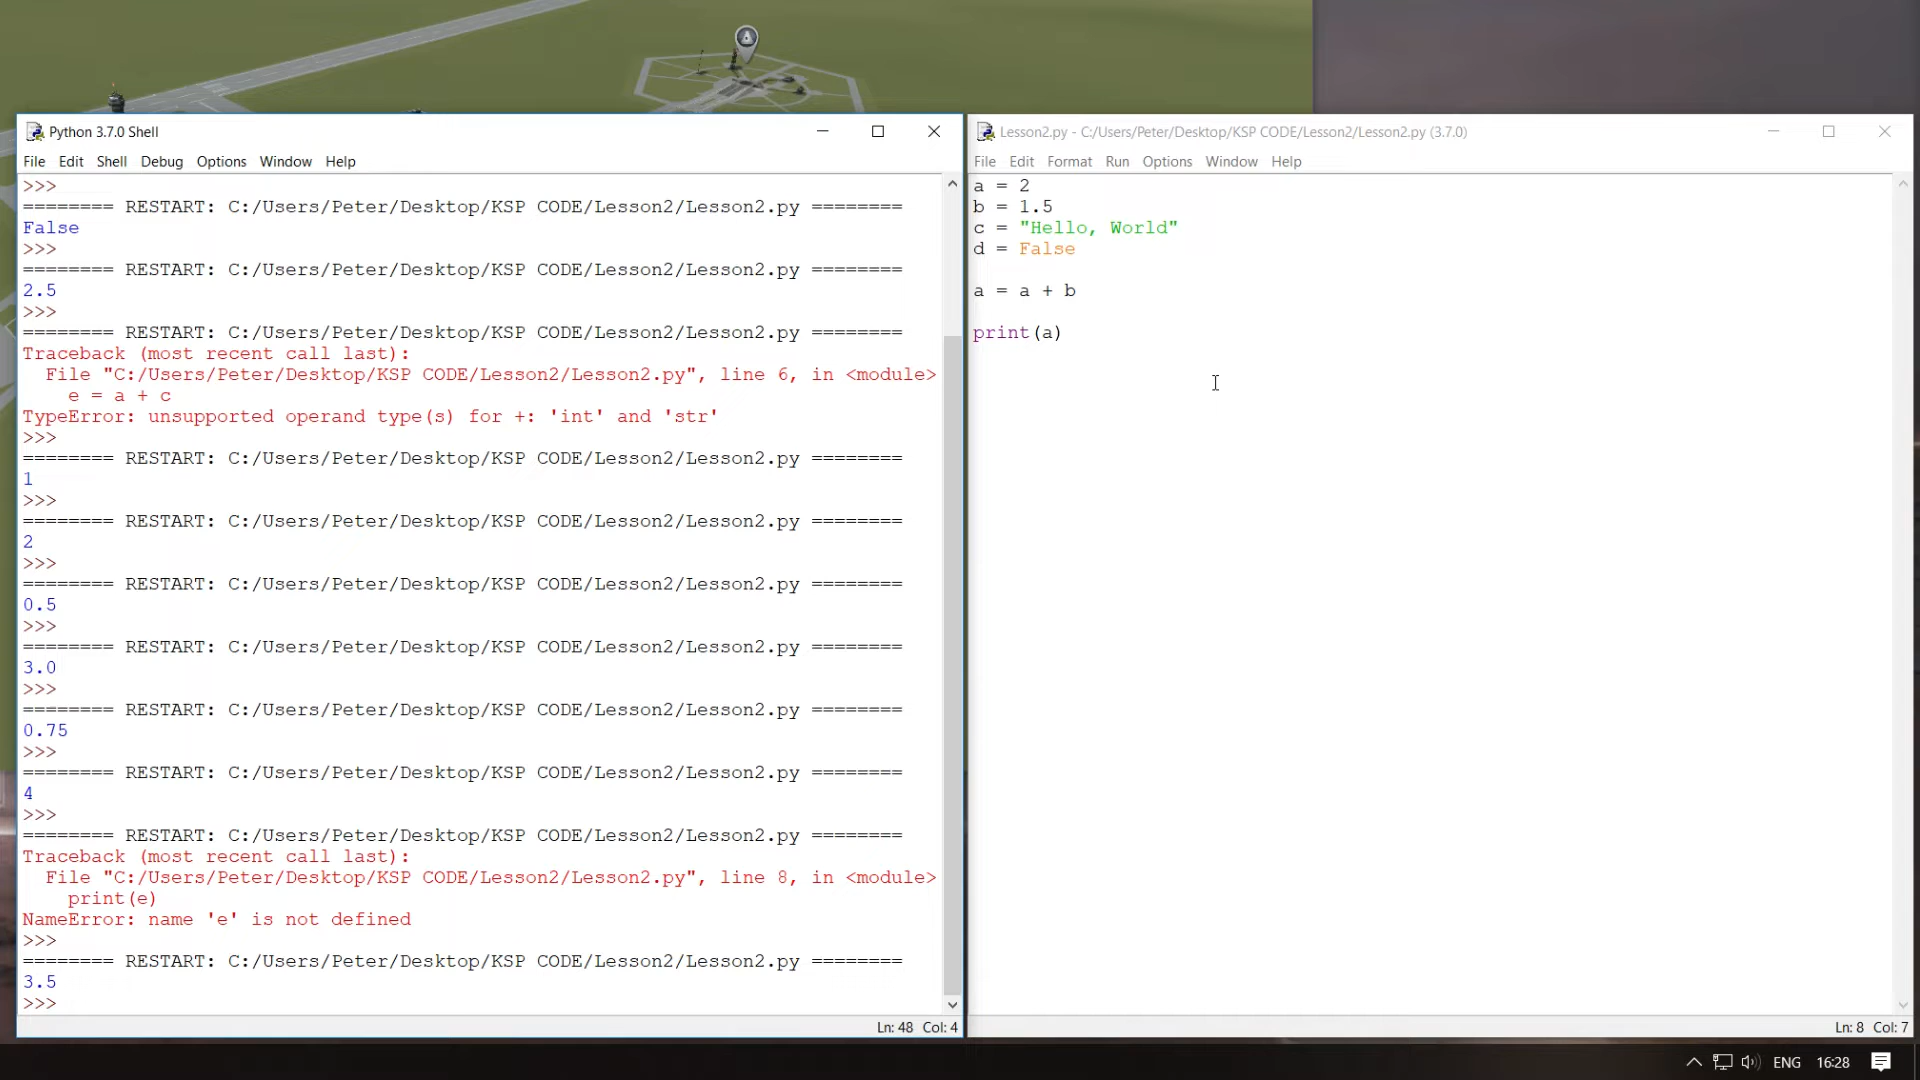 Python 3.7.0 Shell
File Edit Shell Debug Options Window Help
>>>
======== RESTART: C:/Users/Peter/Desktop/KSP CODE/Lesson2/Lesson2.py ========
False
>>>
======== RESTART: C:/Users/Peter/Desktop/KSP CODE/Lesson2/Lesson2.py ========
2.5
>>>
======== RESTART: C:/Users/Peter/Desktop/KSP CODE/Lesson2/Lesson2.py ========
Traceback (most recent call last):
  File "C:/Users/Peter/Desktop/KSP CODE/Lesson2/Lesson2.py", line 6, in <module>
    e = a + c
TypeError: unsupported operand type(s) for +: 'int' and 'str'
>>>
======== RESTART: C:/Users/Peter/Desktop/KSP CODE/Lesson2/Lesson2.py ========
1
>>>
======== RESTART: C:/Users/Peter/Desktop/KSP CODE/Lesson2/Lesson2.py ========
2
>>>
======== RESTART: C:/Users/Peter/Desktop/KSP CODE/Lesson2/Lesson2.py ========
0.5
>>>
======== RESTART: C:/Users/Peter/Desktop/KSP CODE/Lesson2/Lesson2.py ========
3.0
>>>
======== RESTART: C:/Users/Peter/Desktop/KSP CODE/Lesson2/Lesson2.py ========
0.75
>>>
======== RESTART: C:/Users/Peter/Desktop/KSP CODE/Lesson2/Lesson2.py ========
4
>>>
======== RESTART: C:/Users/Peter/Desktop/KSP CODE/Lesson2/Lesson2.py ========
Traceback (most recent call last):
  File "C:/Users/Peter/Desktop/KSP CODE/Lesson2/Lesson2.py", line 8, in <module>
    print(e)
NameError: name 'e' is not defined
>>>
======== RESTART: C:/Users/Peter/Desktop/KSP CODE/Lesson2/Lesson2.py ========
3.5
>>>
Ln: 48 Col: 4
Lesson2.py - C:/Users/Peter/Desktop/KSP CODE/Lesson2/Lesson2.py (3.7.0)
File Edit Format Run Options Window Help
a = 2
b = 1.5
c = "Hello, World"
d = False
a = a + b
print(a)
Ln: 8 Col: 7
ENG 16:28